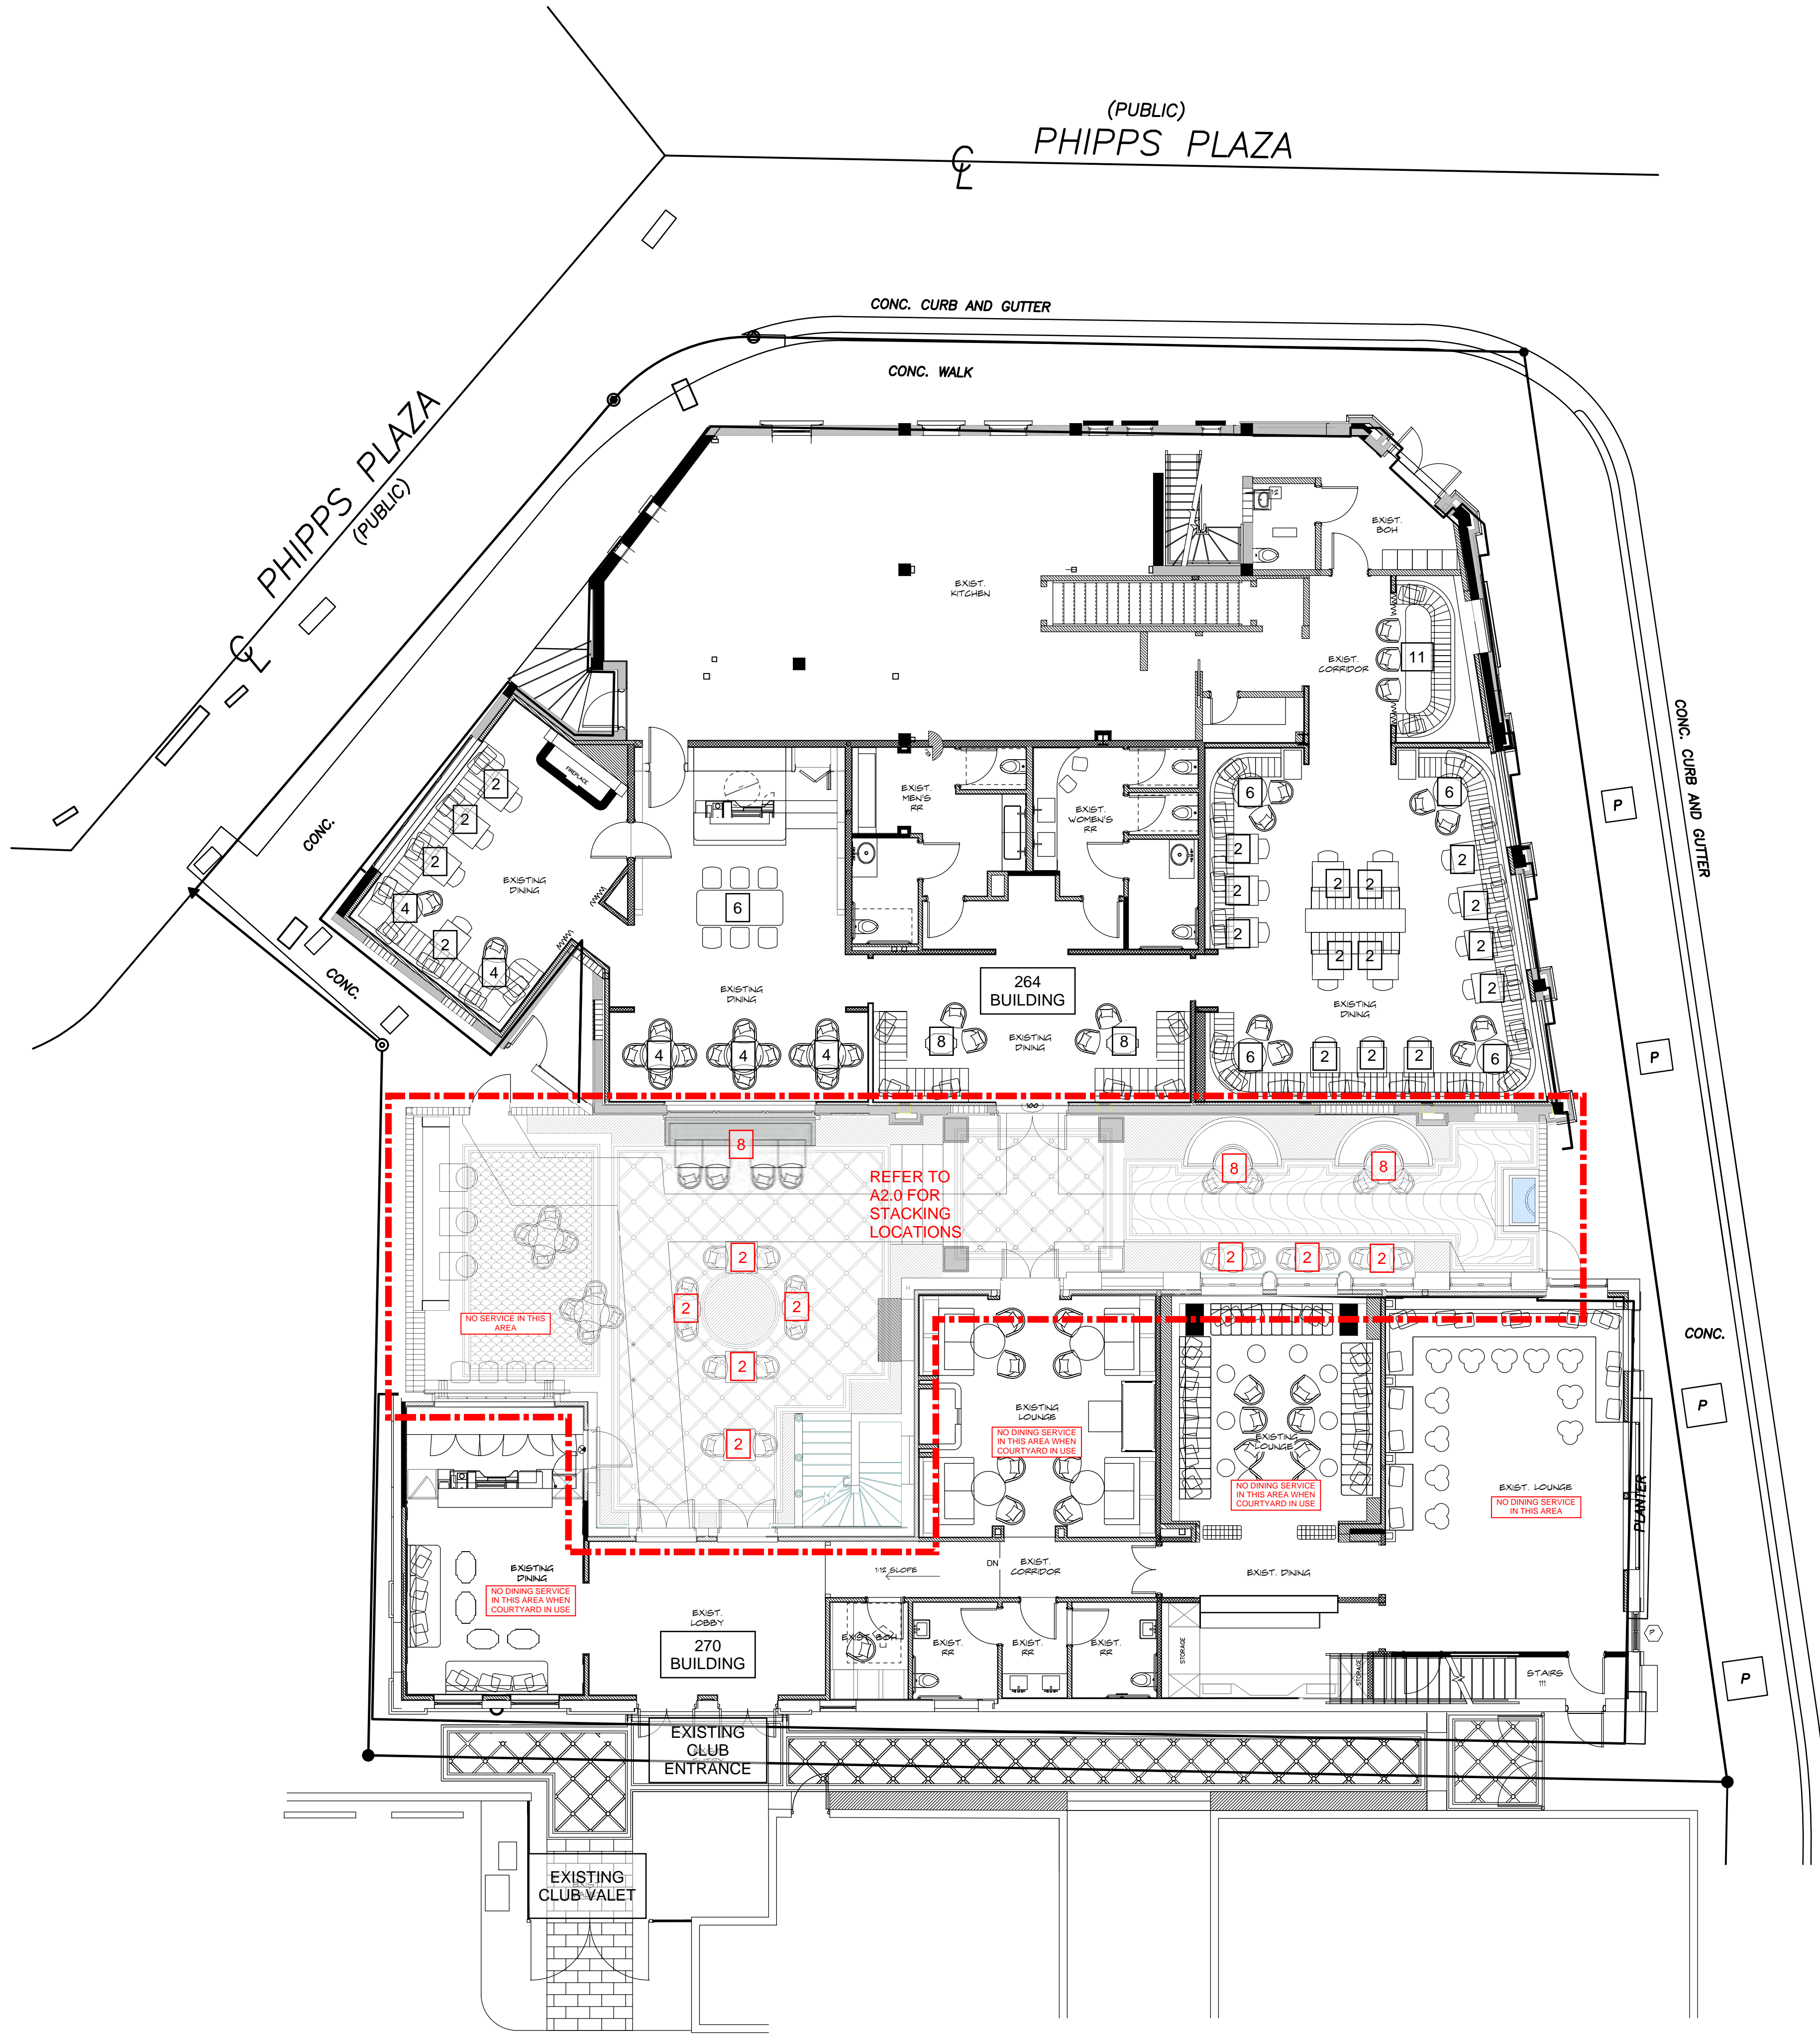 (PUBLIC)
PHIPPS PLAZA
CONC. CURB AND GUTTER
CONC. WALK
PHIPPS PLAZA
(PUBLIC)
EXIST.
BOH
EXIST.
KITCHEN
EXIST.
CORRIDOR
11
CONC. CURB AND GUTTER
P
CONC.
CONC.
FIREPLACE
2
2
2
4
2
4
EXISTING
DINING
6
EXISTING
DINING
4
4
4
EXIST.
MEN'S
RR
EXIST.
WOMEN'S
RR
264
BUILDING
8
EXISTING
DINING
8
6
6
2
2
2
2
2
2
2
2
2
2
2
EXISTING
DINING
6
2
2
2
6
P
100
8
REFER TO
A2.0 FOR
STACKING
LOCATIONS
8
8
2
2
2
2
2
2
2
2
NO SERVICE IN THIS
AREA
CONC.
P
EXISTING
LOUNGE
NO DINING SERVICE
IN THIS AREA WHEN
COURTYARD IN USE
EXISTING
LOUNGE
NO DINING SERVICE
IN THIS AREA WHEN
COURTYARD IN USE
EXIST. LOUNGE
NO DINING SERVICE
IN THIS AREA
PLANTER
EXISTING
DINING
NO DINING SERVICE
IN THIS AREA WHEN
COURTYARD IN USE
1:12 SLOPE
DN
EXIST.
CORRIDOR
EXIST. DINING
EXIST.
LOBBY
270
BUILDING
EXIST. BOH
EXIST.
RR
EXIST.
RR
EXIST.
RR
STORAGE
STORAGE
STAIRS
111
P
P
EXISTING
CLUB
ENTRANCE
EXISTING
CLUB VALET